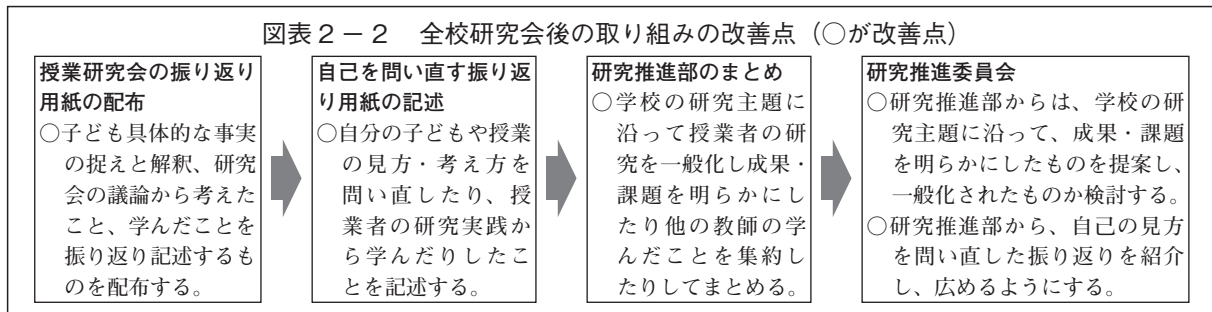 図表２－２　全校研究会後の取り組みの改善点（○が改善点）
授業研究会の振り返り
用紙の配布
○子ども具体的な事実
の捉えと解釈、研究
会の議論から考えた
こと、学んだことを
振り返り記述するも
のを配布する。
自己を問い直す振り返
り用紙の記述
○自分の子どもや授業
の見方・考え方を
問い直したり、授
業者の研究実践か
ら学んだりしたこ
とを記述する。
研究推進部のまとめ
○学校の研究主題に
沿って授業者の研
究を一般化し成果・
課題を明らかにし
たり他の教師の学
んだことを集約し
たりしてまとめる。
研究推進委員会
○研究推進部からは、学校の研
究主題に沿って、成果・課題
を明らかにしたものを提案し、
一般化されたものか検討する。
○研究推進部から、自己の見方
を問い直した振り返りを紹介
し、広めるようにする。